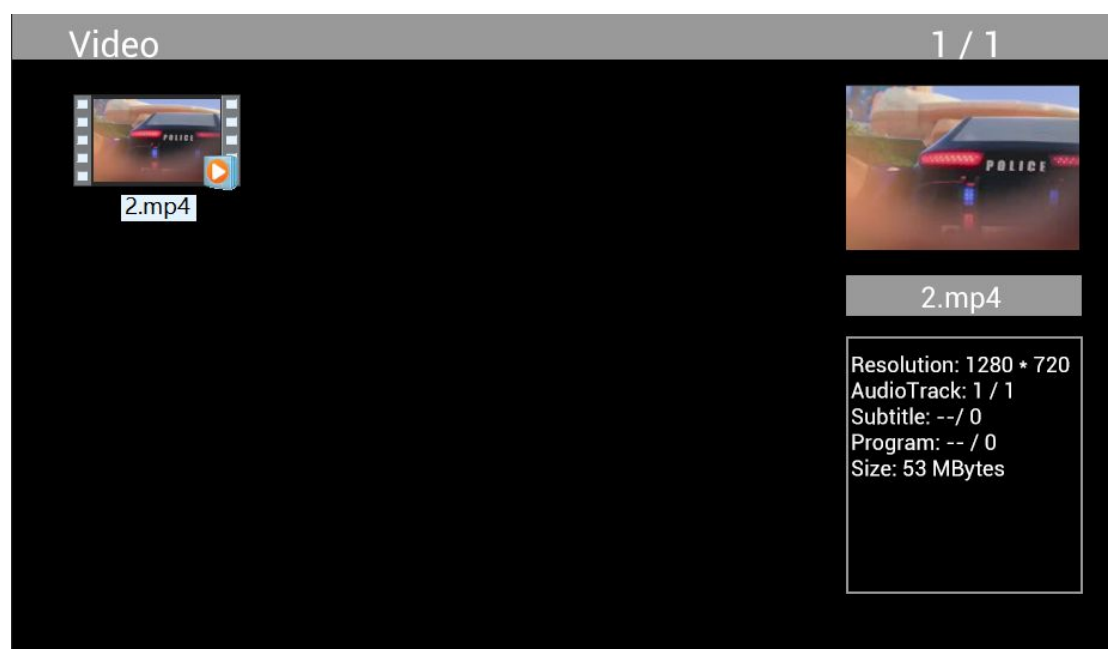 Video
1 / 1
POLICE
2.mp4
POLICE
2.mp4
Resolution: 1280 * 720
AudioTrack: 1 / 1
Subtitle: --/ 0
Program: -- / 0
Size: 53 MBytes